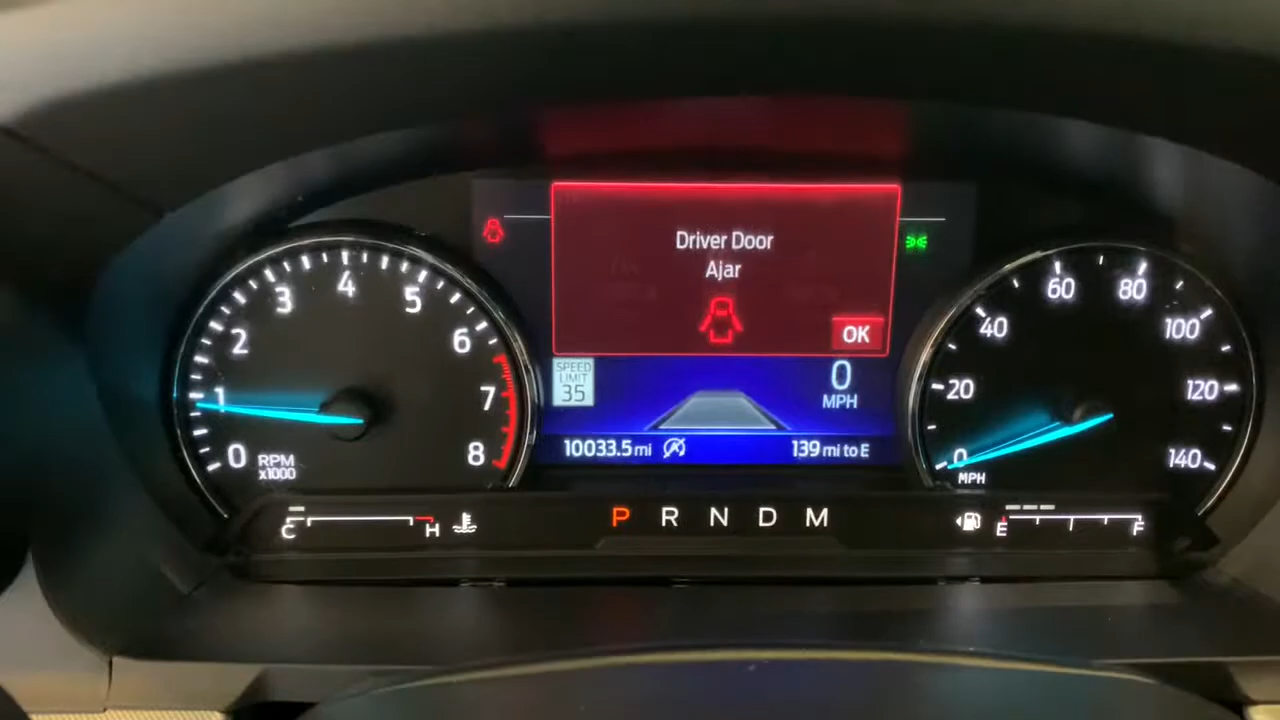 Driver Door
Ajar
OK
SPEED
LIMIT
35
0
MPH
10033.5 mi
139 mi to E
0
1
2
3
4
5
6
7
8
RPM
x1000
0
20
40
60
80
100
120
140
MPH
C
H
P R N D M
E
F